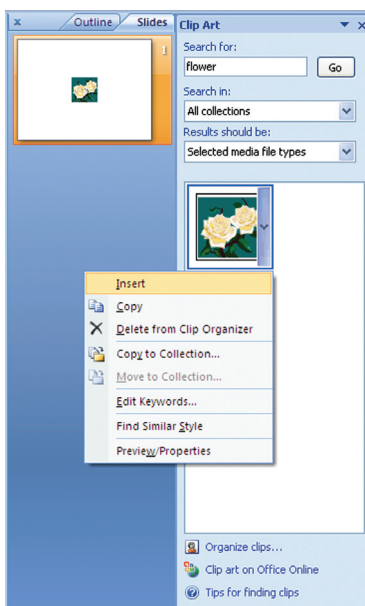 x Outline Slides
1
Clip Art x
Search for:
flower Go
Search in:
All collections
Results should be:
Selected media file types
Insert
Copy
Delete from Clip Organizer
Copy to Collection...
Move to Collection...
Edit Keywords...
Find Similar Style
Preview/Properties
Organize clips...
Clip art on Office Online
Tips for finding clips